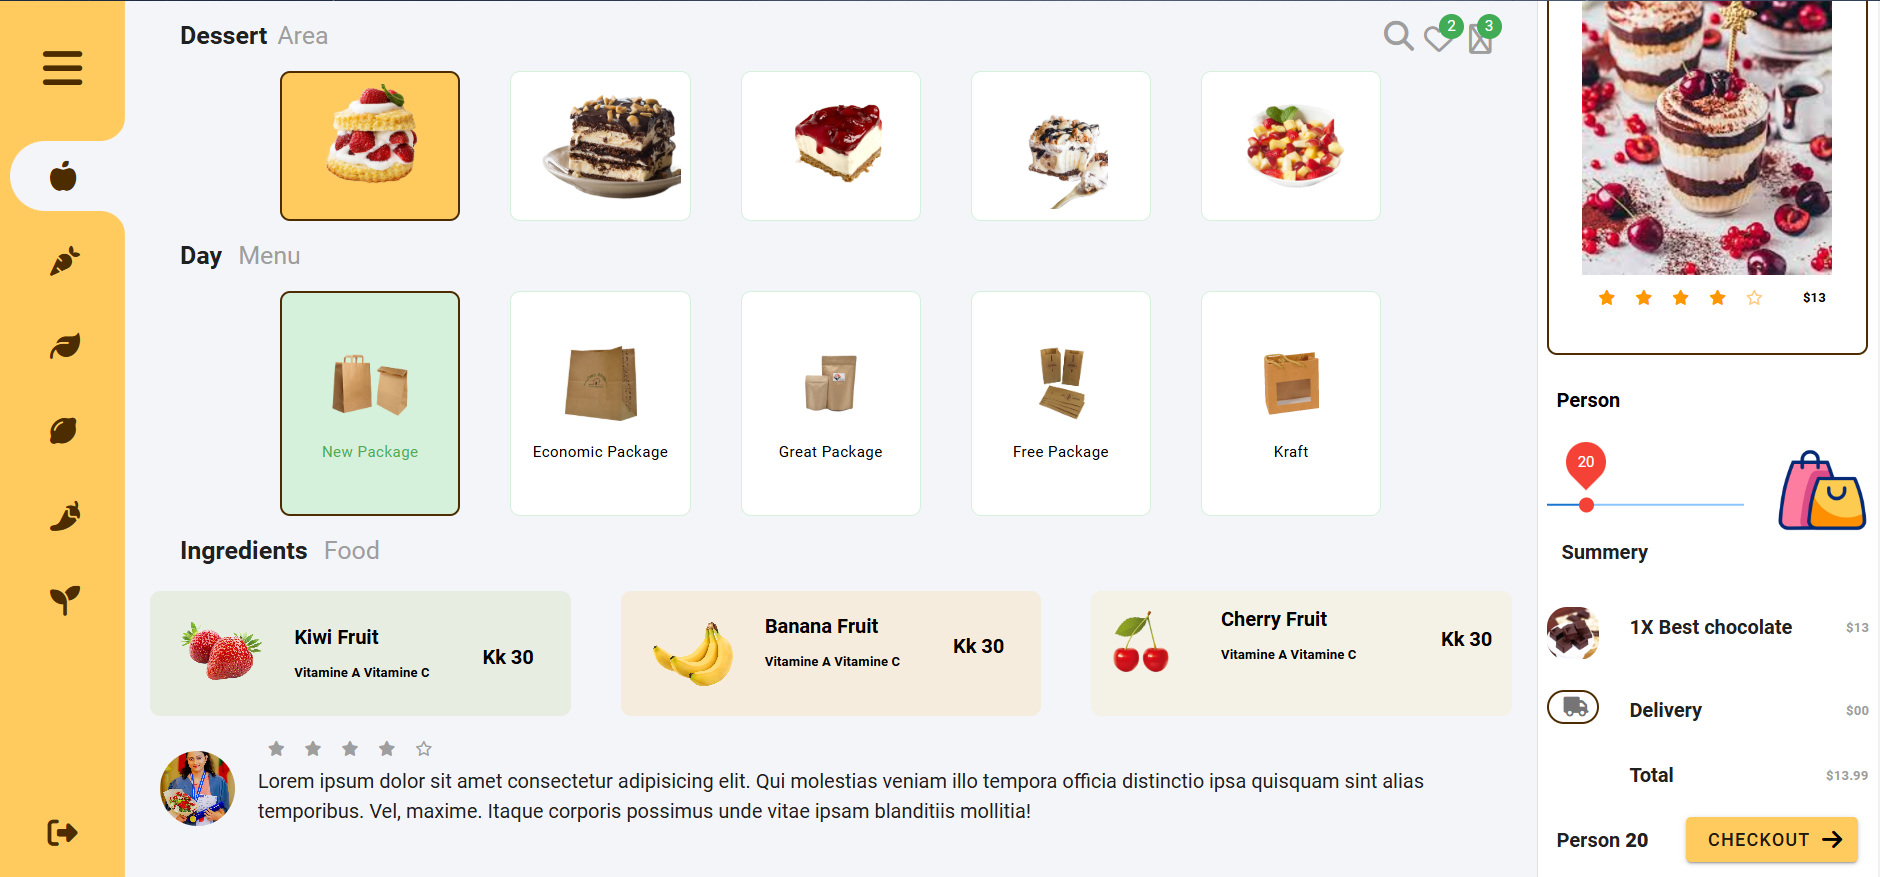 Dessert Area
2
3
Day Menu
New Package
Economic Package
Great Package
Free Package
Kraft
Ingredients Food
Kiwi Fruit
Vitamine A Vitamine C
Kk 30
Banana Fruit
Vitamine A Vitamine C
Kk 30
Cherry Fruit
Vitamine A Vitamine C
Kk 30
Lorem ipsum dolor sit amet consectetur adipisicing elit. Qui molestias veniam illo tempora officia distinctio ipsa quisquam sint alias
temporibus. Vel, maxime. Itaque corporis possimus unde vitae ipsam blanditiis mollitia!
$13
Person
20
Summery
1X Best chocolate
$13
Delivery
$00
Total
$13.99
Person 20
CHECKOUT